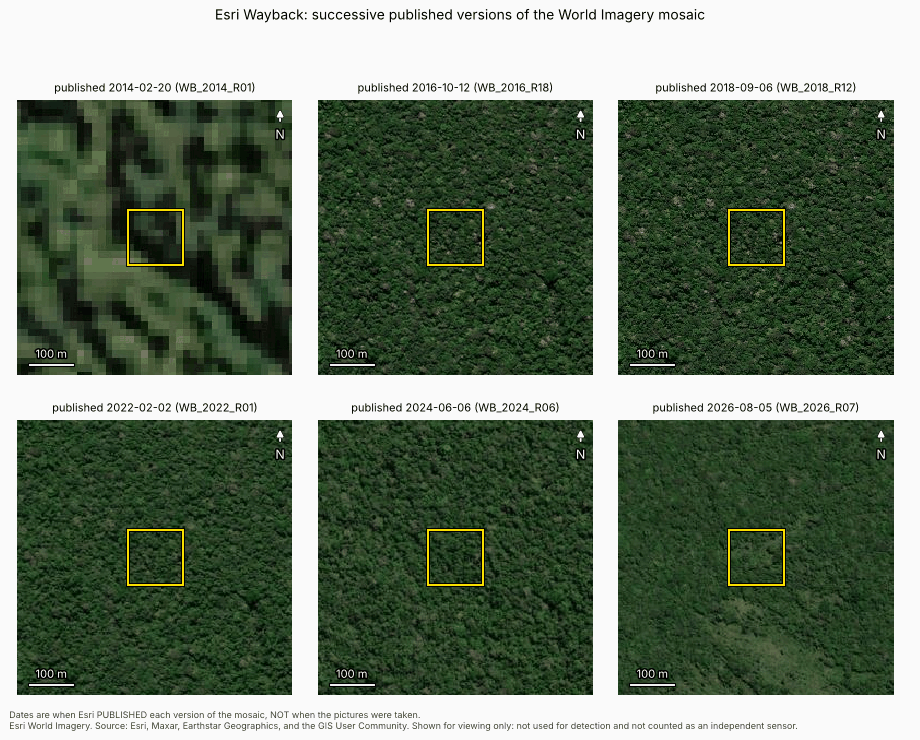 Esri Wayback: successive published versions of the World Imagery mosaic
published 2014-02-20 (WB_2014_R01)
published 2016-10-12 (WB_2016_R18)
published 2018-09-06 (WB_2018_R12)
N
N
N
100 m
100 m
100 m
published 2022-02-02 (WB_2022_R01)
published 2024-06-06 (WB_2024_R06)
published 2026-08-05 (WB_2026_R07)
N
N
N
100 m
100 m
100 m
Dates are when Esri PUBLISHED each version of the mosaic, NOT when the pictures were taken.
Esri World Imagery. Source: Esri, Maxar, Earthstar Geographics, and the GIS User Community. Shown for viewing only: not used for detection and not counted as an independent sensor.